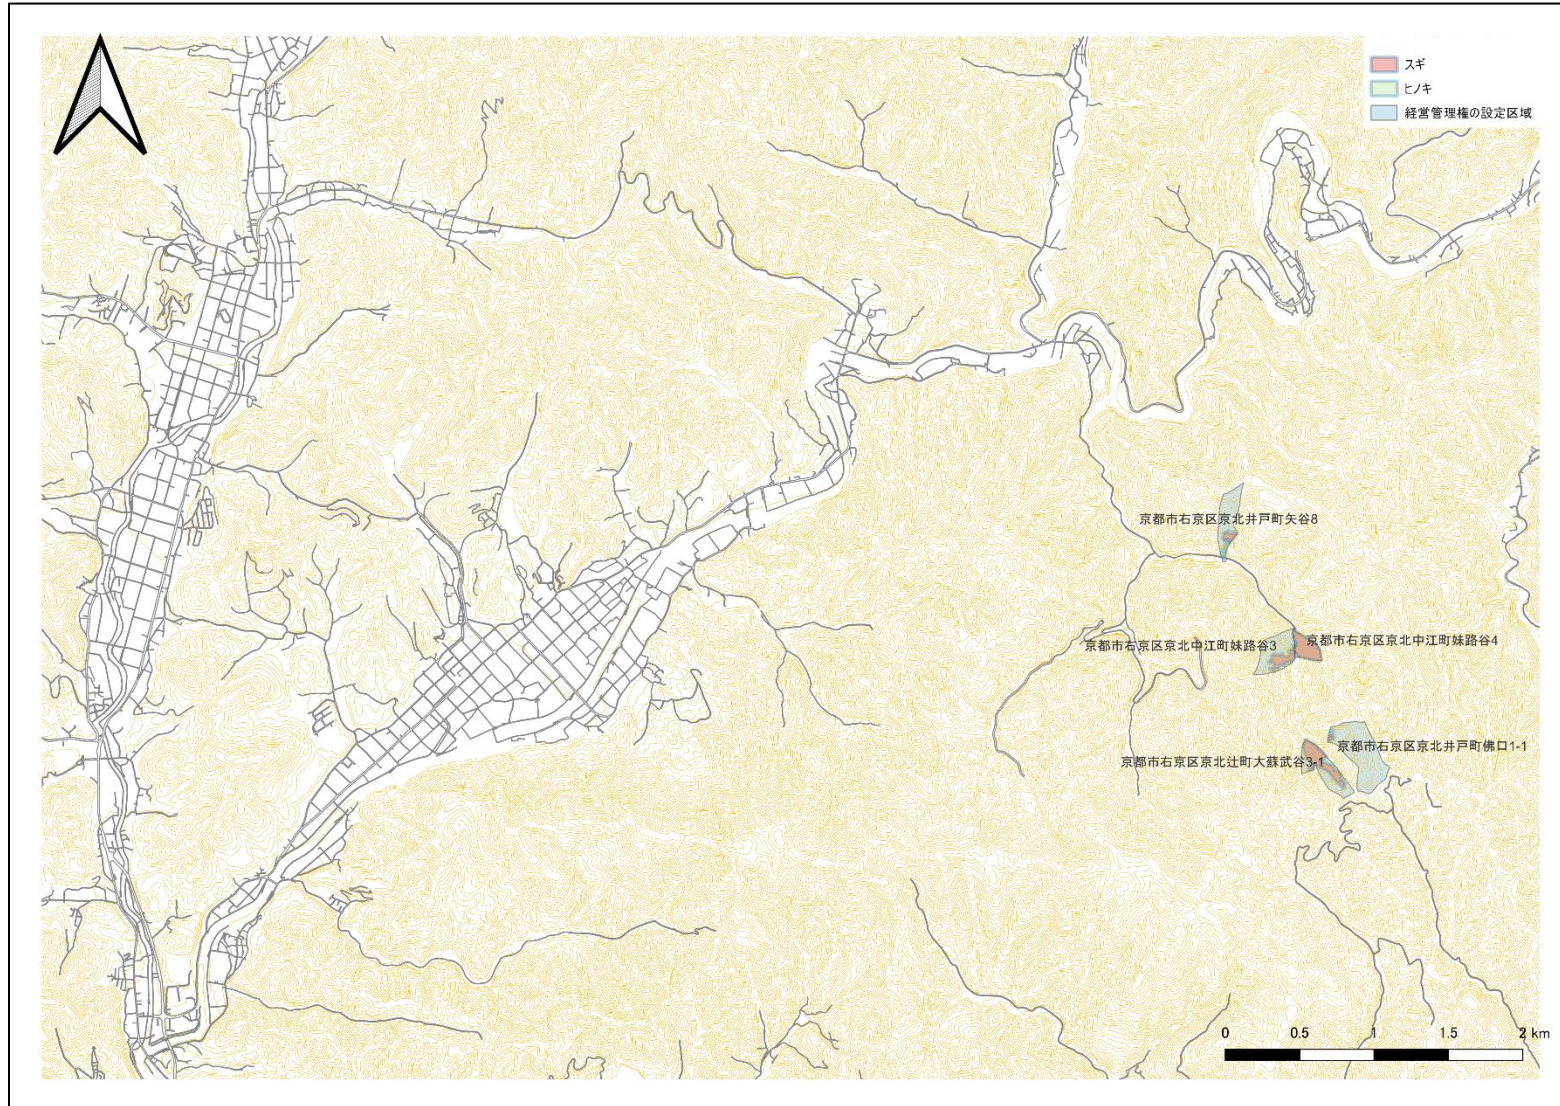 スギ
ヒノキ
経営管理権の設定区域
京都市右京区京北井戸町矢谷8
京都市右京区京北中江町妹路谷3
京都市右京区京北中江町妹路谷4
京都市右京区京北井戸町佛口1-1
京都市右京区京北辻町大蘇武谷3-1
0 0.5 1 1.5 2 km